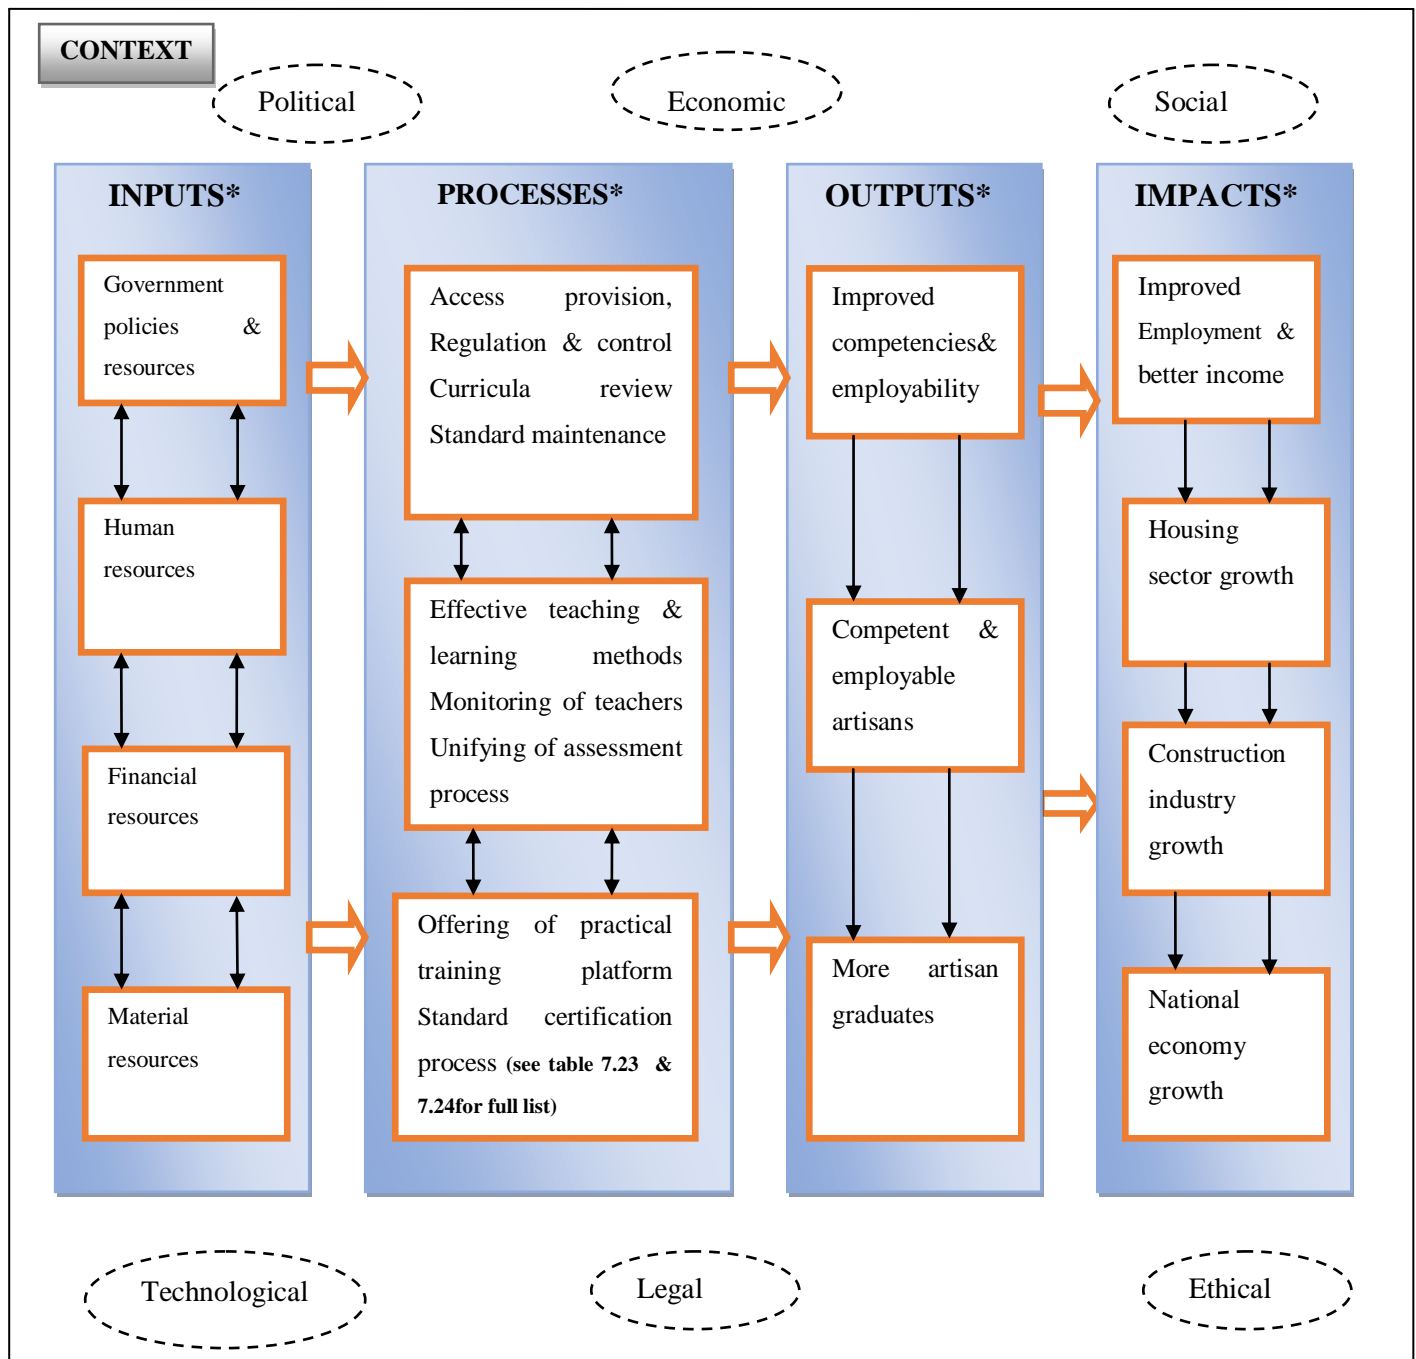 CONTEXT
Political
Economic
Social
INPUTS*
Government
policies &
resources
Human
resources
Financial
resources
Material
resources
PROCESSES*
Access provision,
Regulation & control
Curricula review
Standard maintenance
Effective teaching &
learning methods
Monitoring of teachers
Unifying of assessment
process
Offering of practical
training platform
Standard certification
process (see table 7.23 &
7.24for full list)
OUTPUTS*
Improved
competencies&
employability
Competent &
employable
artisans
More artisan
graduates
IMPACTS*
Improved
Employment &
better income
Housing
sector growth
Construction
industry
growth
National
economy
growth
Technological
Legal
Ethical